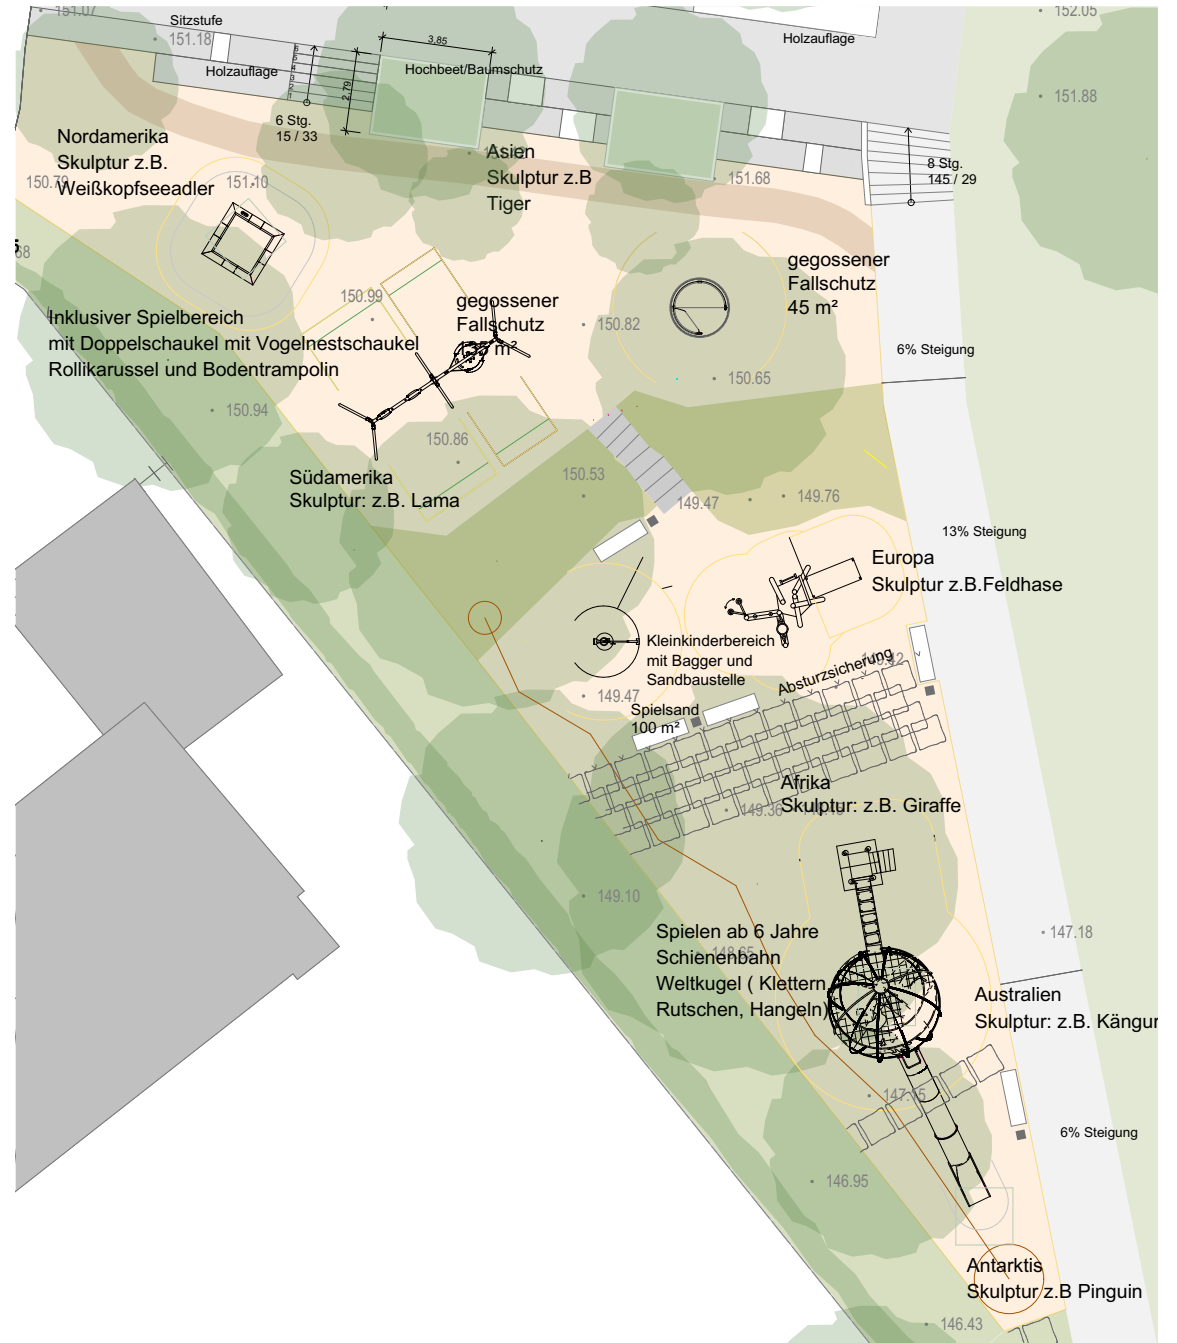 151.07
Sitzstufe
151.18
152.05
Holzauflage
3.85
Holzauflage
Hochbeet/Baumschutz
2.79
151.88
6 Stg.
15 / 33
Nordamerika
Skulptur z.B.
Weißkopfseeadler
150.79
151.10
Asien
Skulptur z.B
Tiger
151.68
8 Stg.
145 / 29
gegossener
Fallschutz
45 m²
150.99
gegossener
Fallschutz
m²
150.82
Inklusiver Spielbereich
mit Doppelschaukel mit Vogelnestschaukel
Rollikarussel und Bodentrampolin
6% Steigung
150.65
150.94
150.86
Südamerika
Skulptur: z.B. Lama
150.53
149.47
149.76
13% Steigung
Europa
Skulptur z.B.Feldhase
Kleinkinderbereich
mit Bagger und
Sandbaustelle
Absturzsicherung
149.47
Spielsand
100 m²
Afrika
Skulptur: z.B. Giraffe
149.36
149.10
Spielen ab 6 Jahre
Schienenbahn
Weltkugel ( Klettern,
Rutschen, Hangeln)
148.65
147.18
Australien
Skulptur: z.B. Kängur
147.15
6% Steigung
146.95
Antarktis
Skulptur z.B Pinguin
146.43